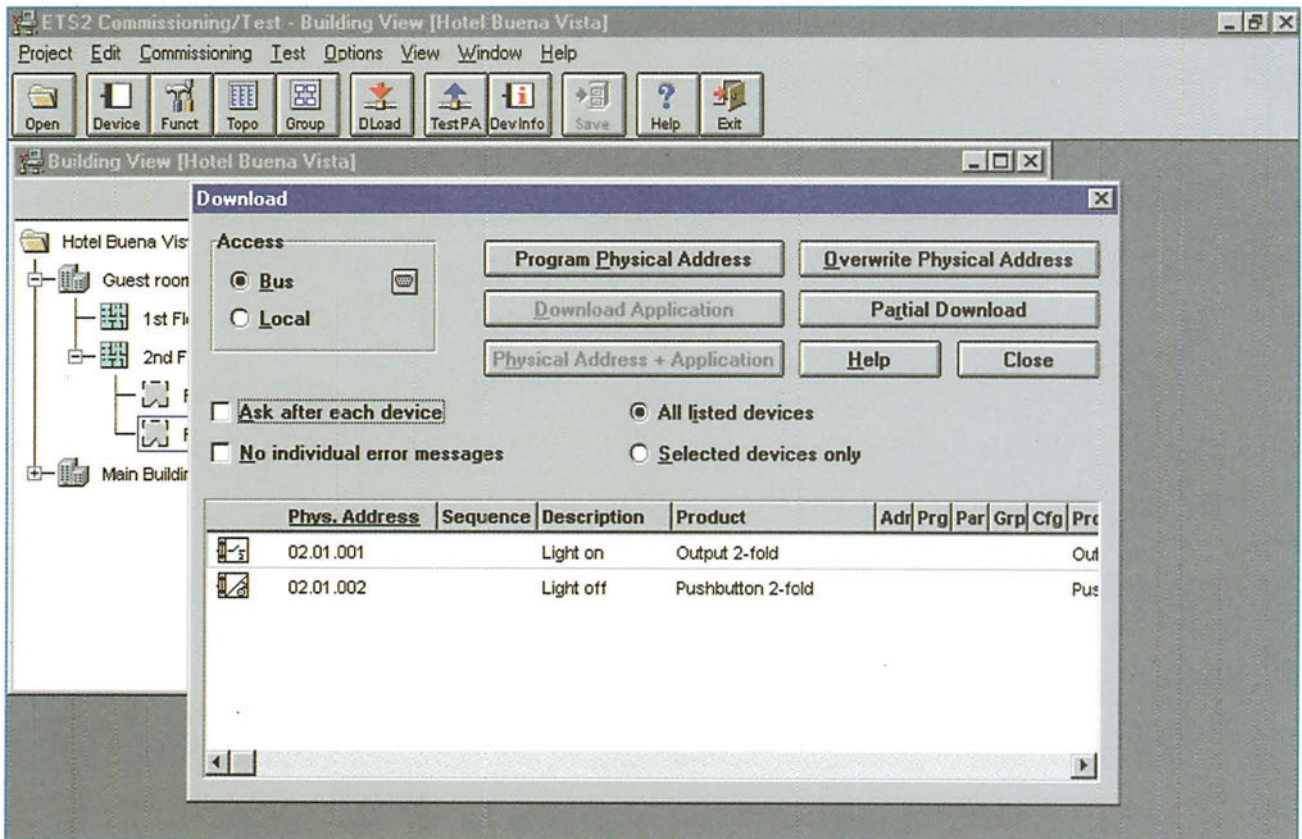 ETS2 Commissioning/Test - Building View [Hotel Buena Vista]
Project Edit Commissioning Test Options View Window Help
Open Device Funct Topo Group DLoad TestPA DevInfo Save Help Exit
Building View [Hotel Buena Vista]
Download
Hotel Buena Vis
Guest room
1st Fl
2nd F
F
F
Main Buildin
Access
Bus
Local
Program Physical Address Overwrite Physical Address
Download Application Partial Download
Physical Address + Application Help Close
Ask after each device All listed devices
No individual error messages Selected devices only
Phys. Address Sequence Description Product Adr Prg Par Grp Cfg Pro
02.01.001 Light on Output 2-fold Out
02.01.002 Light off Pushbutton 2-fold Pus